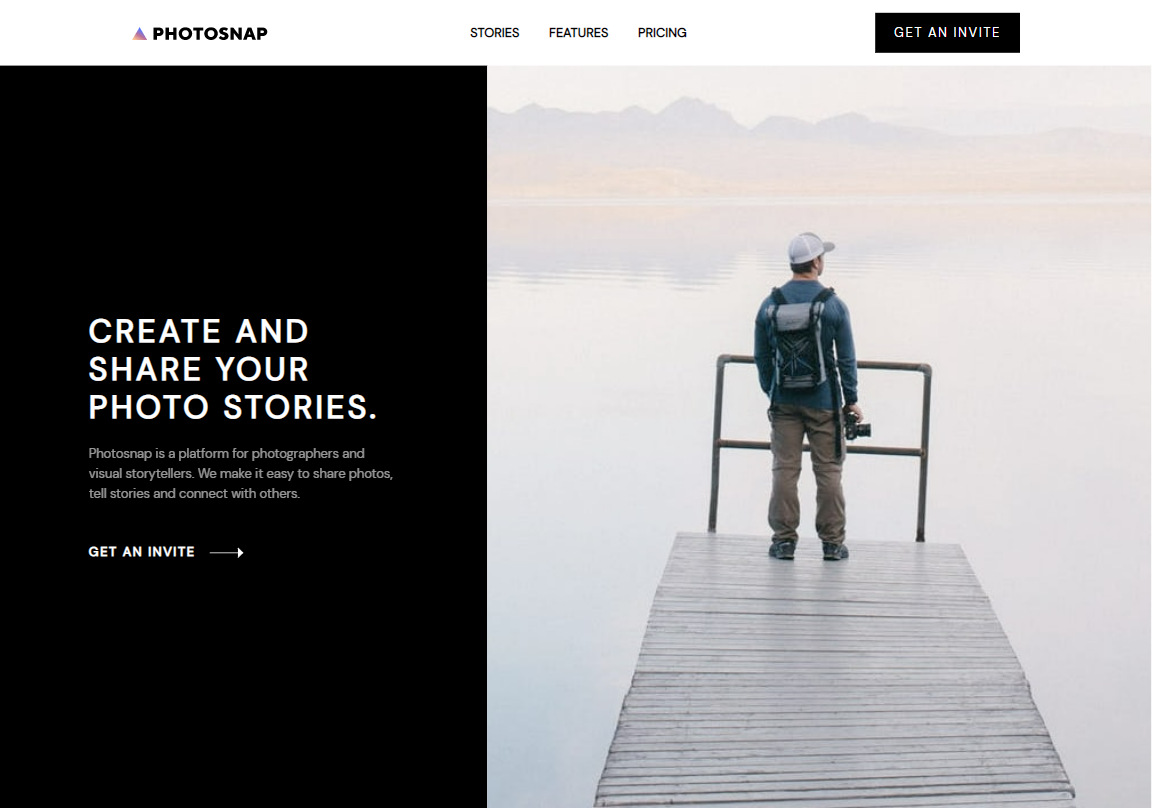 PHOTOSNAP
STORIES FEATURES PRICING
GET AN INVITE
CREATE AND
SHARE YOUR
PHOTO STORIES.
Photosnap is a platform for photographers and
visual storytellers. We make it easy to share photos,
tell stories and connect with others.
GET AN INVITE